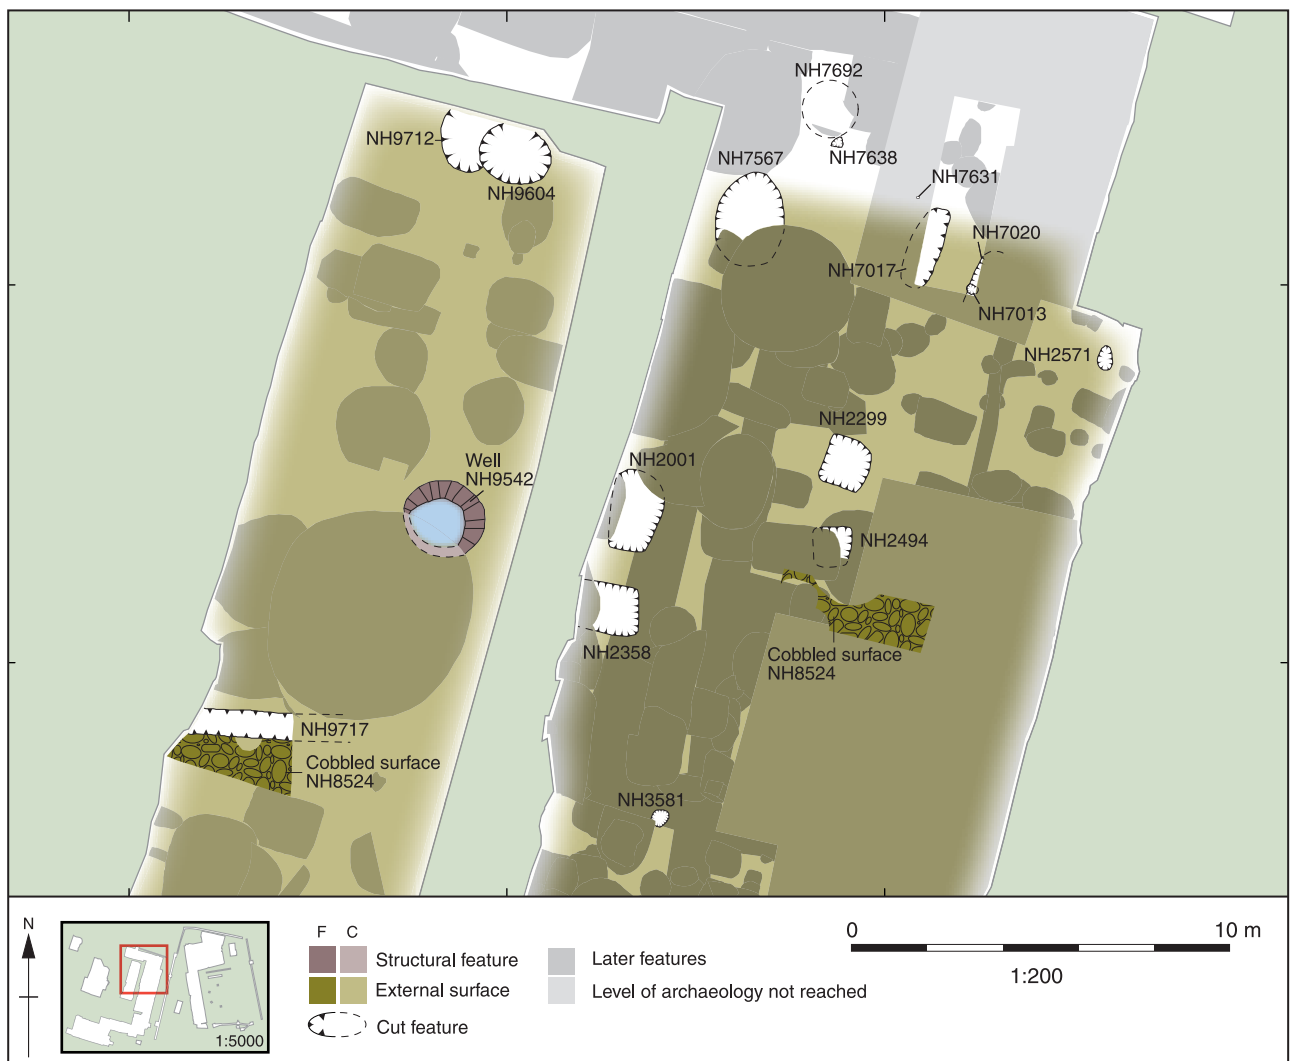 NH7692
NH9712
NH7638
NH7567
NH7631
NH9604
NH7020
NH7017
NH7013
NH2571
NH2299
Well
NH9542
NH2001
NH2494
NH2358
Cobbled surface
NH8524
NH9717
Cobbled surface
NH8524
NH3581
N
1:5000
F C
Structural feature
External surface
Cut feature
Later features
Level of archaeology not reached
0 10 m
1:200